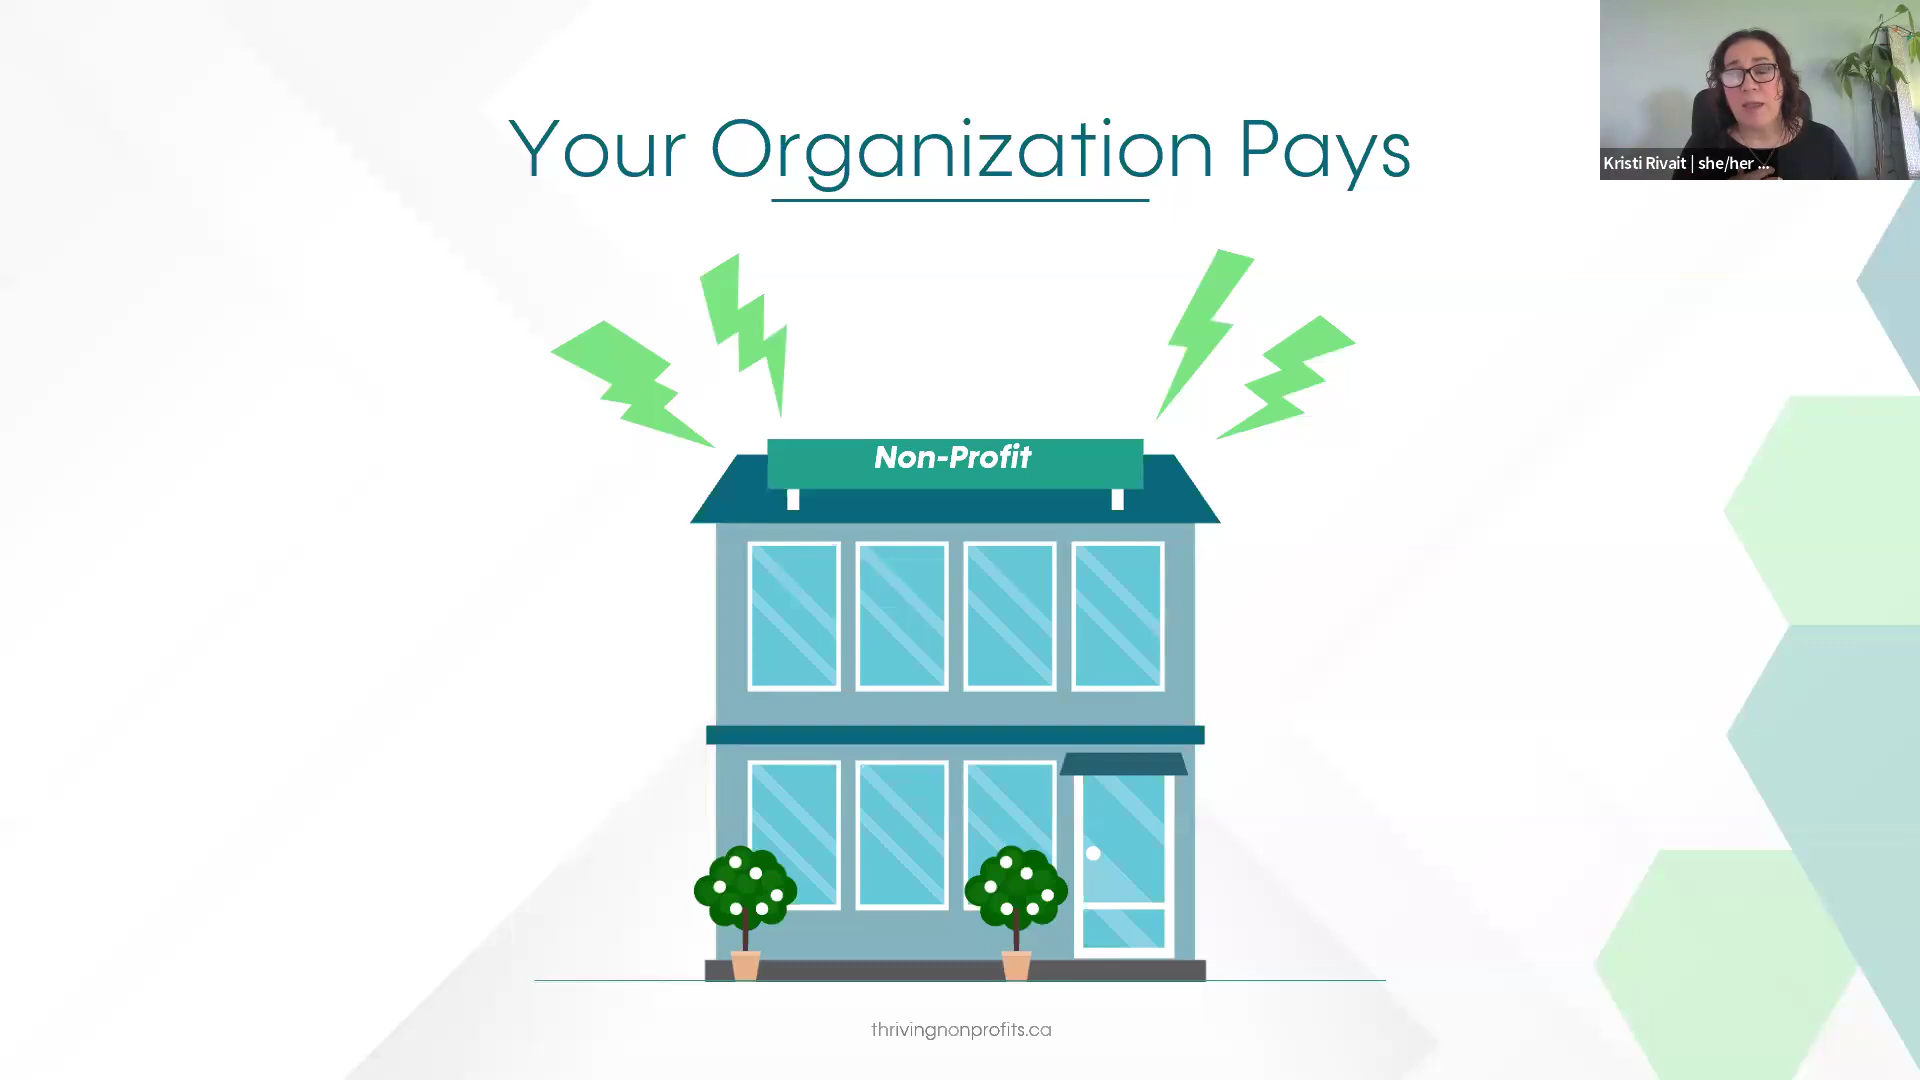 Your Organization Pays
Kristi Rivait | she/her ...
Non-Profit
thrivingnonprofits.ca